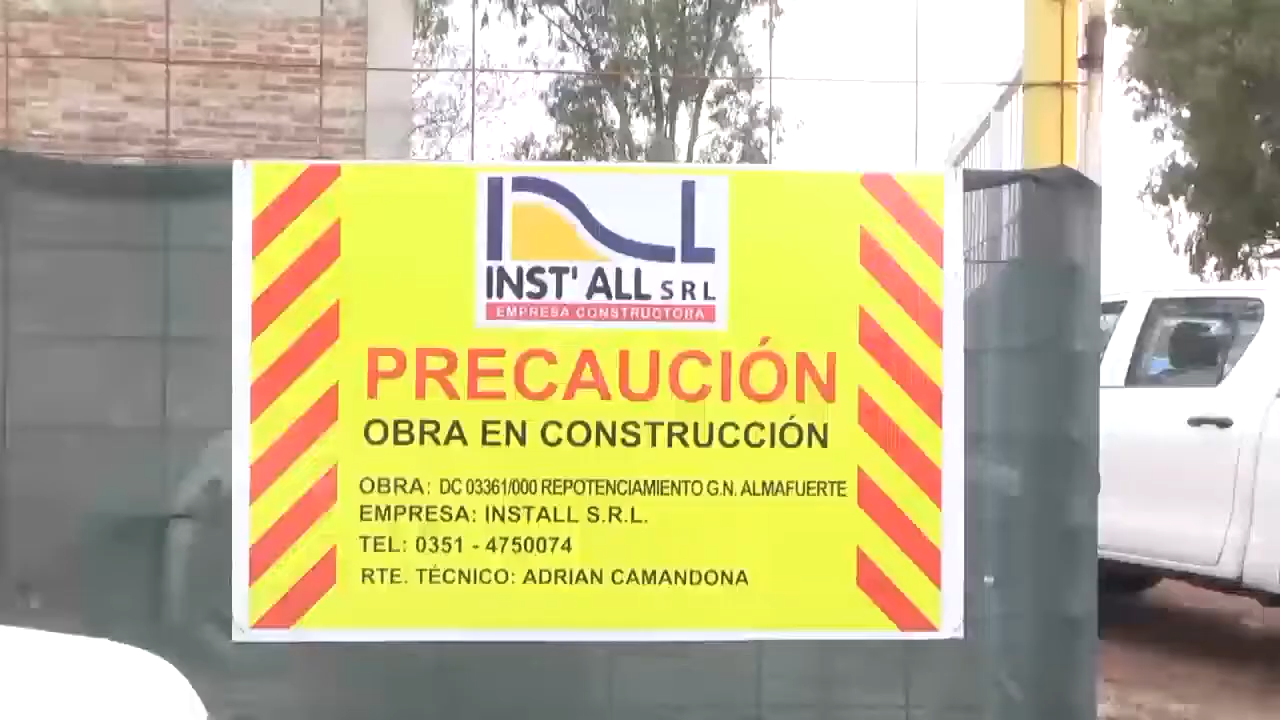 INST' ALL SRL
EMPRESA CONSTRUCTORA
PRECAUCIÓN
OBRA EN CONSTRUCCIÓN
OBRA: DC 03361/000 REPOTENCIAMIENTO G.N. ALMAFUERTE
EMPRESA: INSTALL S.R.L.
TEL: 0351 - 4750074
RTE. TÉCNICO: ADRIAN CAMANDONA